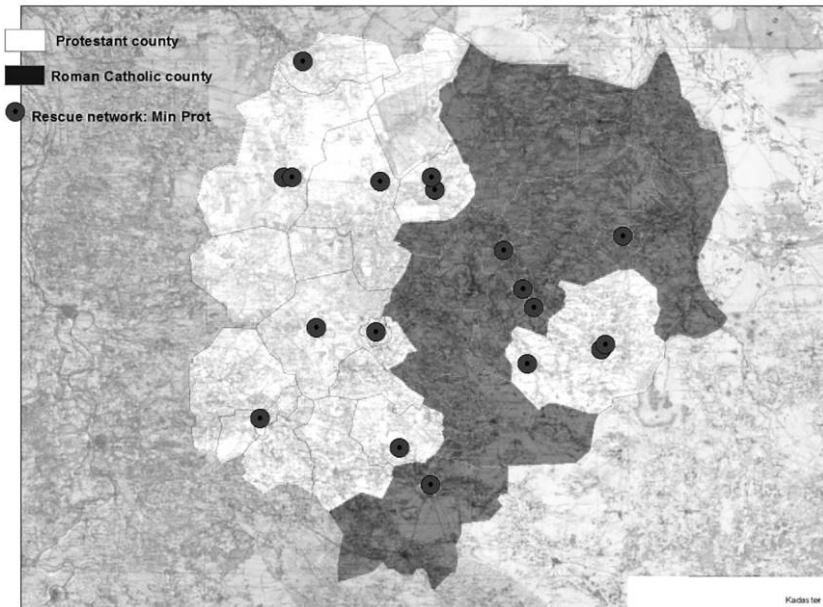 Protestant county
Roman Catholic county
Rescue network: Min Prot
Kadaster